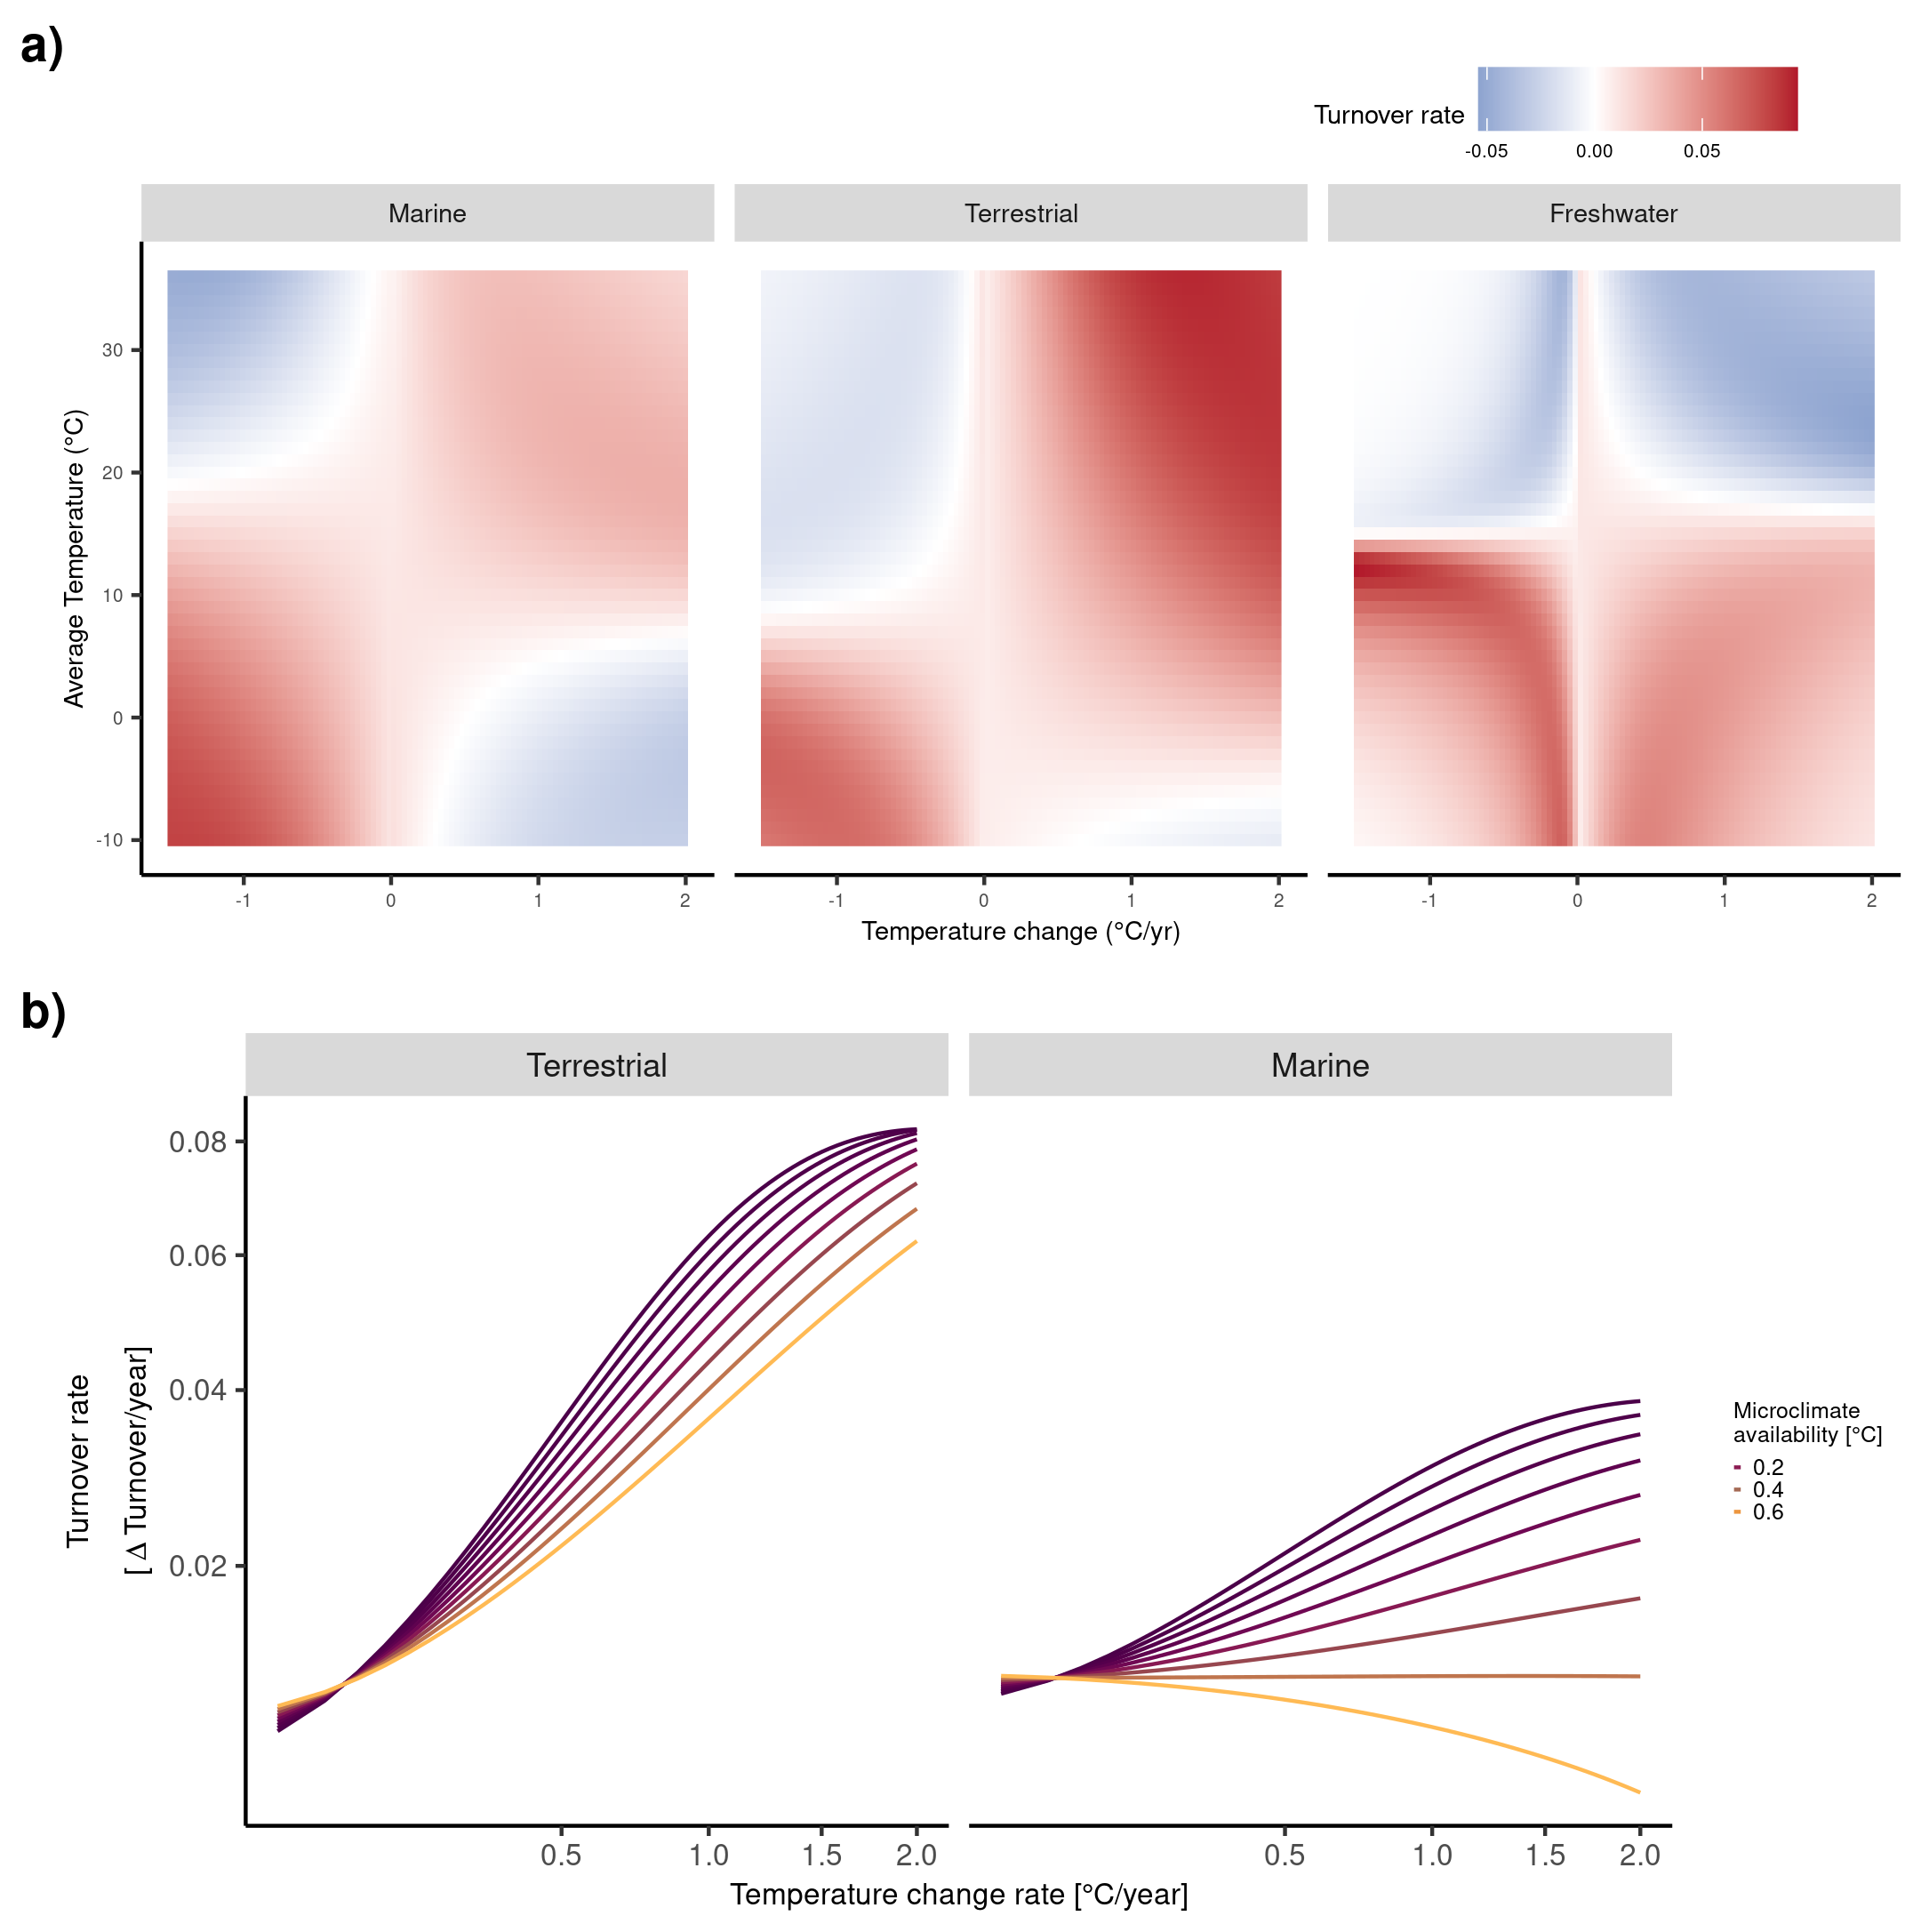 a)
Turnover rate
-0.05 0.00 0.05
Marine Terrestrial Freshwater
Average Temperature (°C)
30
20
10
0
-10
-1 0 1 2 -1 0 1 2 -1 0 1 2
Temperature change (°C/yr)
b)
Terrestrial Marine
Turnover rate
[ Δ Turnover/year]
0.08
0.06
0.04
0.02
Microclimate
availability [°C]
0.2
0.4
0.6
0.5 1.0 1.5 2.0 0.5 1.0 1.5 2.0
Temperature change rate [°C/year]